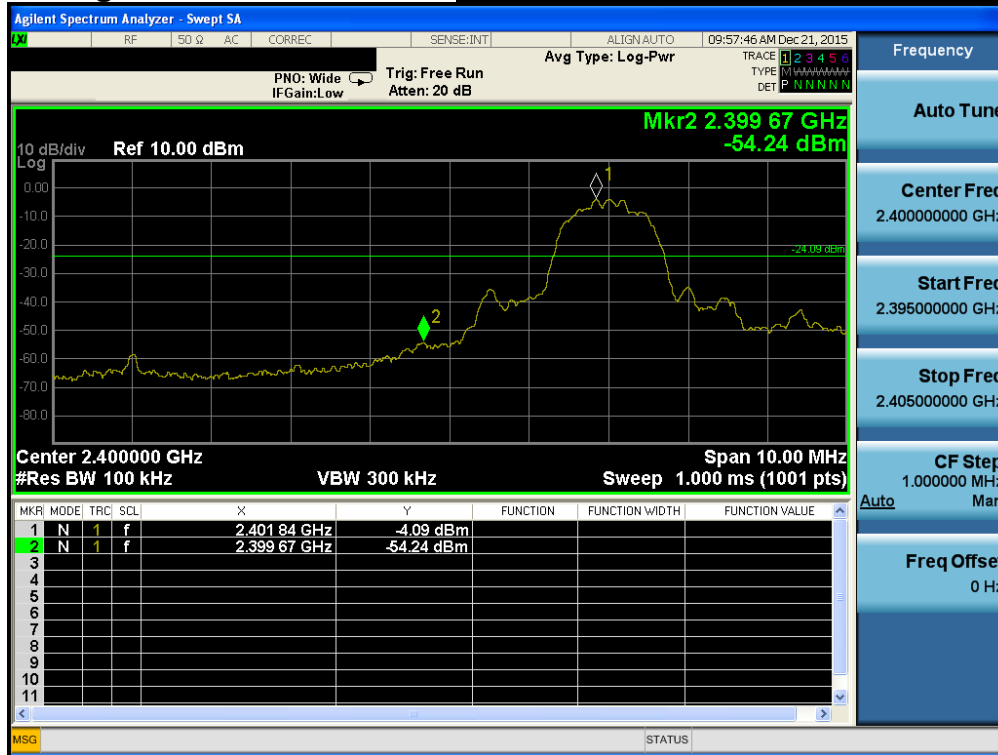 Agilent Spectrum Analyzer - Swept SA
LXI RF 50 Ω AC CORREC SENSE:INT ALIGN AUTO 09:57:46 AM Dec 21, 2015
Avg Type: Log-Pwr
TRACE 1 2 3 4 5 6
TYPE M
DET P N N N N N
PNO: Wide
IFGain:Low
Trig: Free Run
Atten: 20 dB
Mkr2 2.399 67 GHz
-54.24 dBm
10 dB/div Ref 10.00 dBm
Log
1
0.00
-10.0
-20.0
-24.09 dBm
-30.0
-40.0
2
-50.0
-60.0
-70.0
-80.0
Center 2.400000 GHz Span 10.00 MHz
#Res BW 100 kHz VBW 300 kHz Sweep 1.000 ms (1001 pts)
MKR MODE TRC SCL X Y FUNCTION FUNCTION WIDTH FUNCTION VALUE
1 N 1 f 2.401 84 GHz -4.09 dBm
2 N 1 f 2.399 67 GHz -54.24 dBm
3
4
5
6
7
8
9
10
11
MSG STATUS
Frequency
Auto Tune
Center Freq
2.400000000 GHz
Start Freq
2.395000000 GHz
Stop Freq
2.405000000 GHz
CF Step
1.000000 MHz
Auto Man
Freq Offset
0 Hz